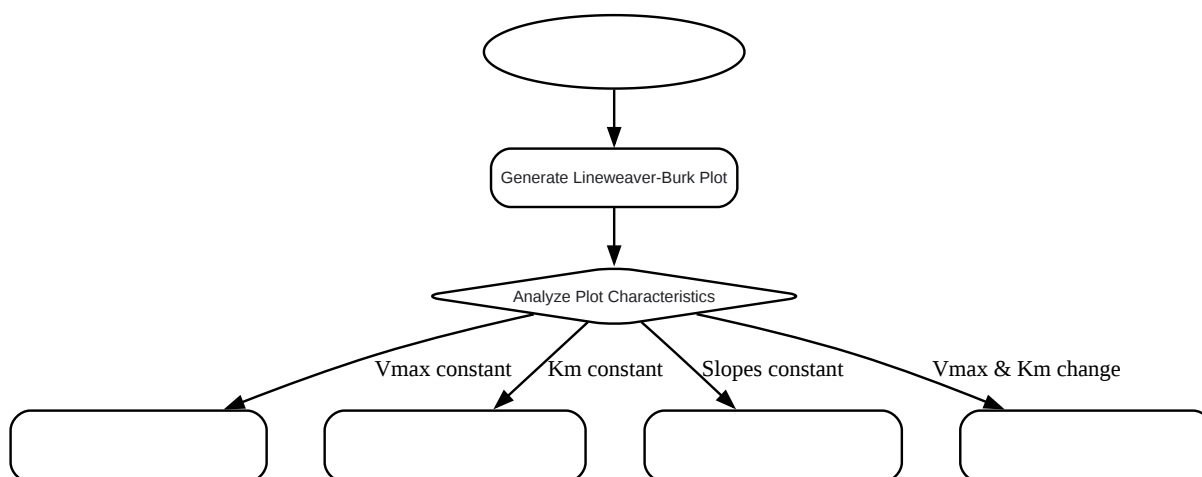 Generate Lineweaver-Burk Plot
Analyze Plot Characteristics
Vmax constant
Km constant
Slopes constant
Vmax & Km change